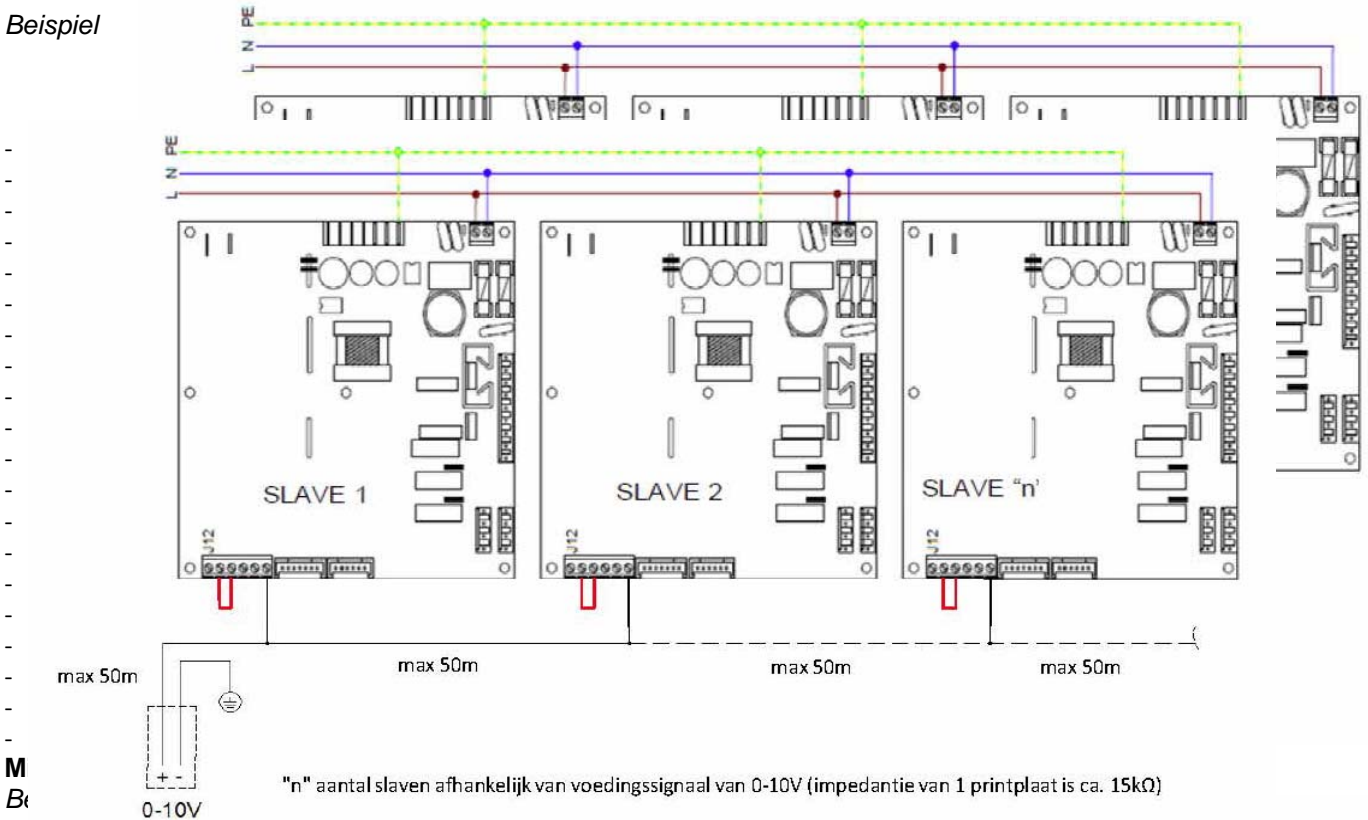 Beispiel
PE
N
L
PE
N
L
SLAVE 1
SLAVE 2
SLAVE "n'
J12
J12
J12
max 50m
max 50m
max 50m
max 50m
+ -
0-10V
"n" aantal slaven afhankelijk van voedingssignaal van 0-10V (impedantie van 1 printplaat is ca. 15kΩ)
M